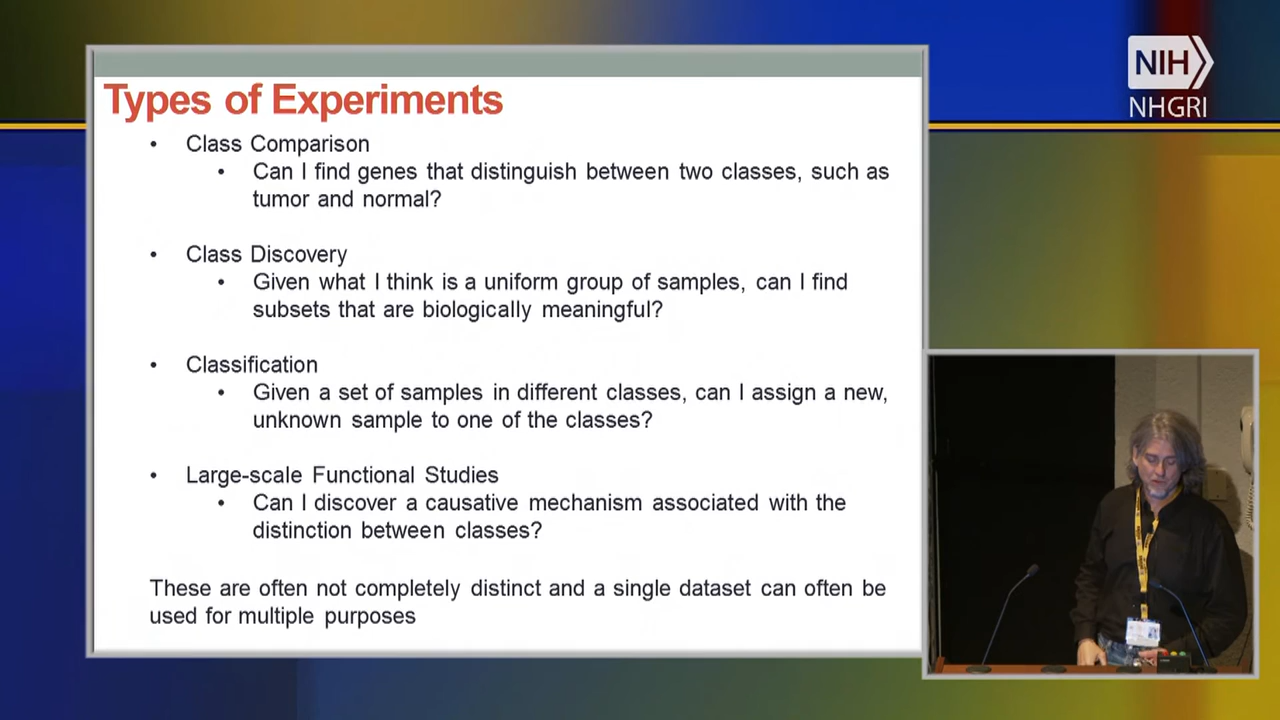 NIH
NHGRI
Types of Experiments
• Class Comparison
• Can I find genes that distinguish between two classes, such as
tumor and normal?
• Class Discovery
• Given what I think is a uniform group of samples, can I find
subsets that are biologically meaningful?
• Classification
• Given a set of samples in different classes, can I assign a new,
unknown sample to one of the classes?
• Large-scale Functional Studies
• Can I discover a causative mechanism associated with the
distinction between classes?
These are often not completely distinct and a single dataset can often be
used for multiple purposes